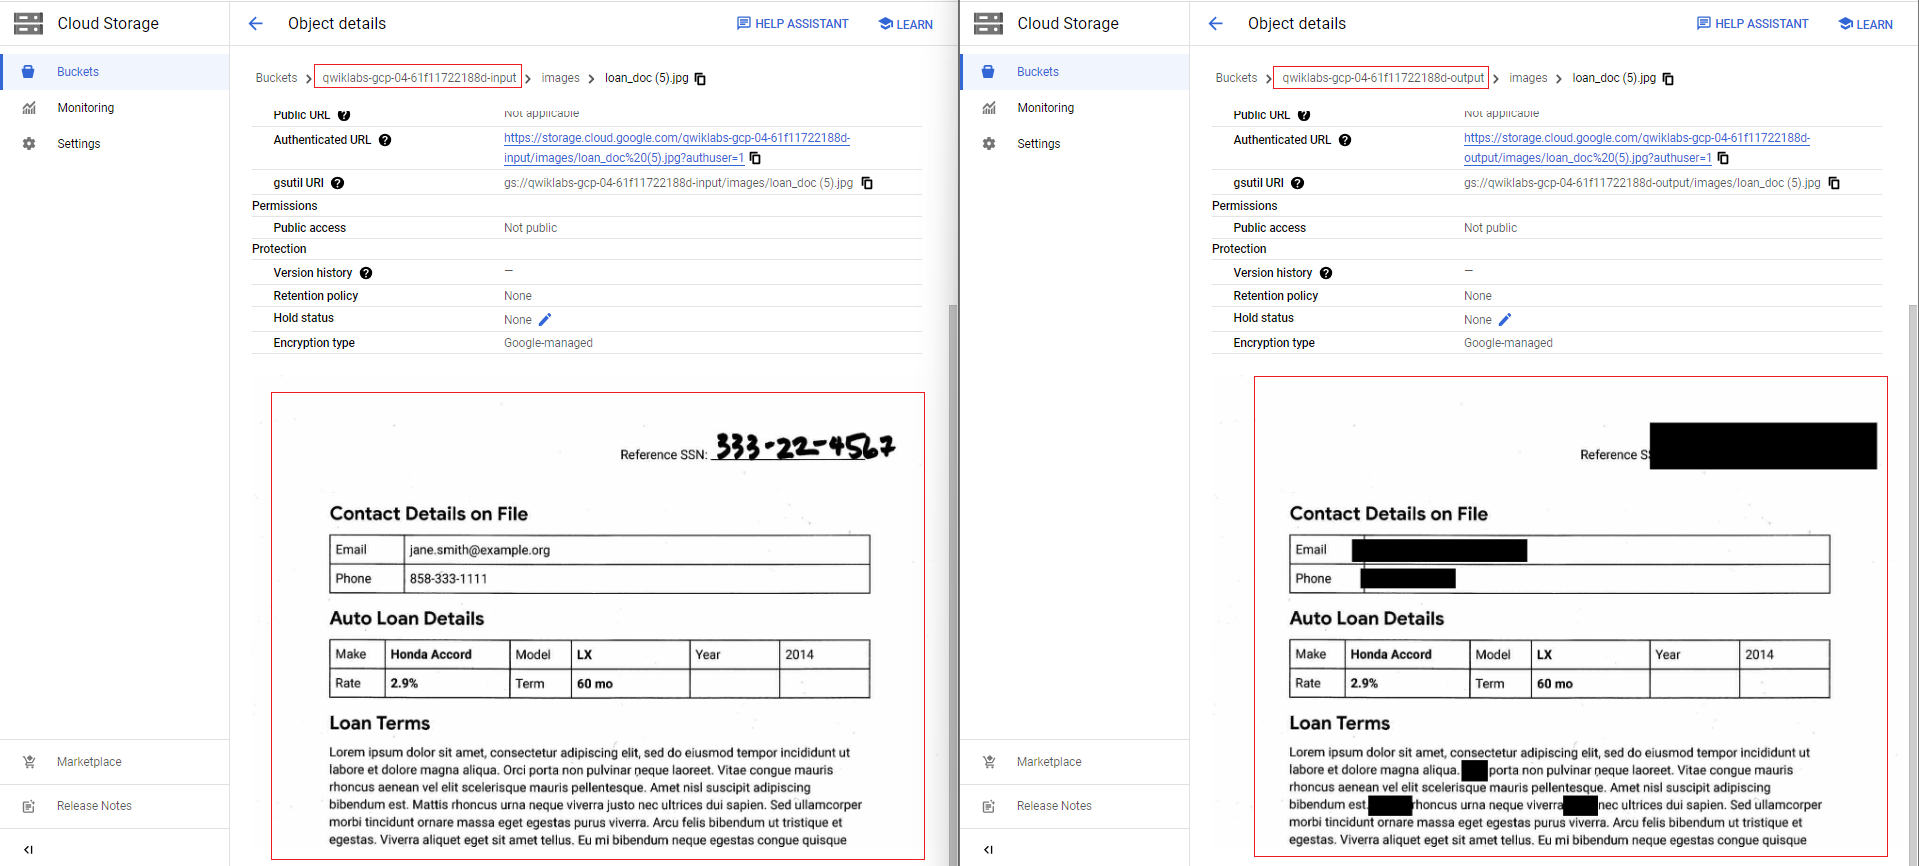 Cloud Storage
Object details
HELP ASSISTANT
LEARN
Buckets
Monitoring
Settings
Marketplace
Release Notes
Buckets > qwiklabs-gcp-04-61f11722188d-input > images > loan_doc (5).jpg
Public URL Not applicable
Authenticated URL https://storage.cloud.google.com/qwiklabs-gcp-04-61f11722188d-
input/images/loan_doc%20(5).jpg?authuser=1
gsutil URI gs://qwiklabs-gcp-04-61f11722188d-input/images/loan_doc (5).jpg
Permissions
Public access Not public
Protection
Version history —
Retention policy None
Hold status None
Encryption type Google-managed
Reference SSN: 333-22-4567
Contact Details on File
Email jane.smith@example.org
Phone 858-333-1111
Auto Loan Details
Make Honda Accord Model LX Year 2014
Rate 2.9% Term 60 mo
Loan Terms
Lorem ipsum dolor sit amet, consectetur adipiscing elit, sed do eiusmod tempor incididunt ut
labore et dolore magna aliqua. Orci porta non pulvinar neque laoreet. Vitae congue mauris
rhoncus aenean vel elit scelerisque mauris pellentesque. Amet nisl suscipit adipiscing
bibendum est. Mattis rhoncus urna neque viverra justo nec ultrices dui sapien. Sed ullamcorper
morbi tincidunt ornare massa eget egestas purus viverra. Arcu felis bibendum ut tristique et
egestas. Viverra aliquet eget sit amet tellus. Eu mi bibendum neque egestas congue quisque
Cloud Storage
Object details
HELP ASSISTANT
LEARN
Buckets
Monitoring
Settings
Marketplace
Release Notes
Buckets > qwiklabs-gcp-04-61f11722188d-output > images > loan_doc (5).jpg
Public URL Not applicable
Authenticated URL https://storage.cloud.google.com/qwiklabs-gcp-04-61f11722188d-
output/images/loan_doc%20(5).jpg?authuser=1
gsutil URI gs://qwiklabs-gcp-04-61f11722188d-output/images/loan_doc (5).jpg
Permissions
Public access Not public
Protection
Version history —
Retention policy None
Hold status None
Encryption type Google-managed
Reference S
Contact Details on File
Email
Phone
Auto Loan Details
Make Honda Accord Model LX Year 2014
Rate 2.9% Term 60 mo
Loan Terms
Lorem ipsum dolor sit amet, consectetur adipiscing elit, sed do eiusmod tempor incididunt ut
labore et dolore magna aliqua. porta non pulvinar neque laoreet. Vitae congue mauris
rhoncus aenean vel elit scelerisque mauris pellentesque. Amet nisl suscipit adipiscing
bibendum est. rhoncus urna neque viverra nec ultrices dui sapien. Sed ullamcorper
morbi tincidunt ornare massa eget egestas purus viverra. Arcu felis bibendum ut tristique et
egestas. Viverra aliquet eget sit amet tellus. Eu mi bibendum neque egestas congue quisque